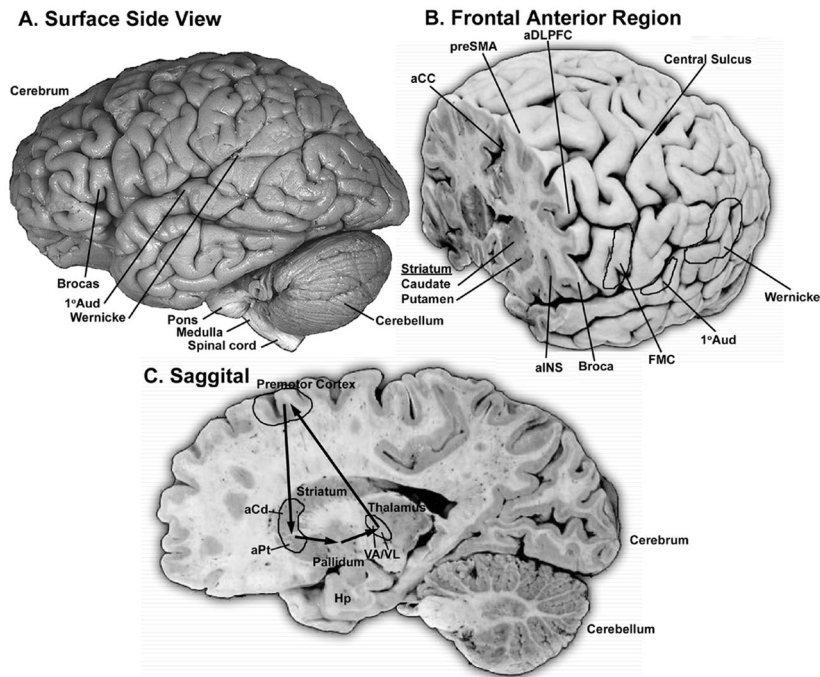 A. Surface Side View
Cerebrum
Brocas
1°Aud
Wernicke
Pons
Medulla
Spinal cord
Cerebellum
B. Frontal Anterior Region
aDLPFC
preSMA
Central Sulcus
aCC
Striatum
Caudate
Putamen
Wernicke
1°Aud
FMC
Broca
aINS
C. Saggital
Premotor Cortex
Striatum
aCd
Thalamus
aPt
VA/VL
Pallidum
Hp
Cerebrum
Cerebellum